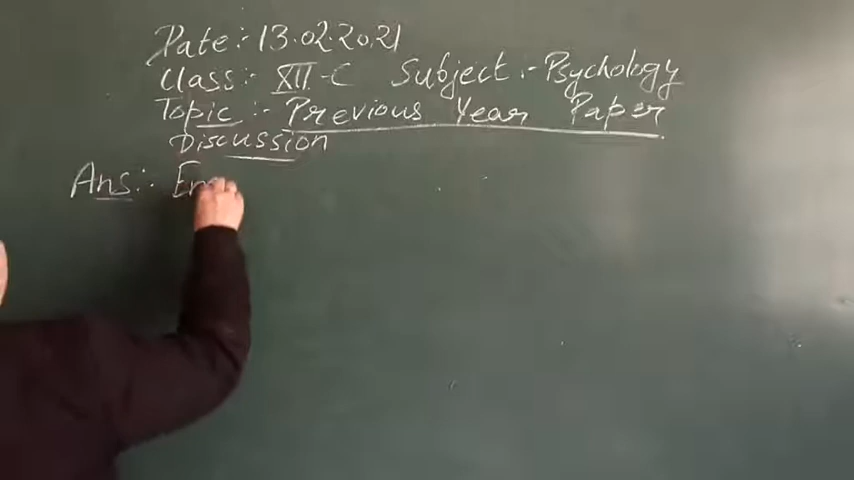 Date:- 13.02.2021
Class:- XII-C Subject:- Psychology
Topic:- Previous Year Paper
Discussion
Ans:-